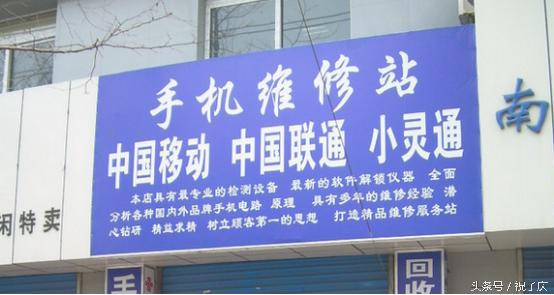 手机维修站
中国移动 中国联通 小灵通
本店具有最专业的检测设备 最新的软件解锁仪器 全面
分析各种国内外品牌手机电路 原理 具有多年的维修经验 潜
心钻研 精益求精 树立顾客第一的思想 打造精品维修服务站
南
闲特卖
手
回收
头条号／祝了庆